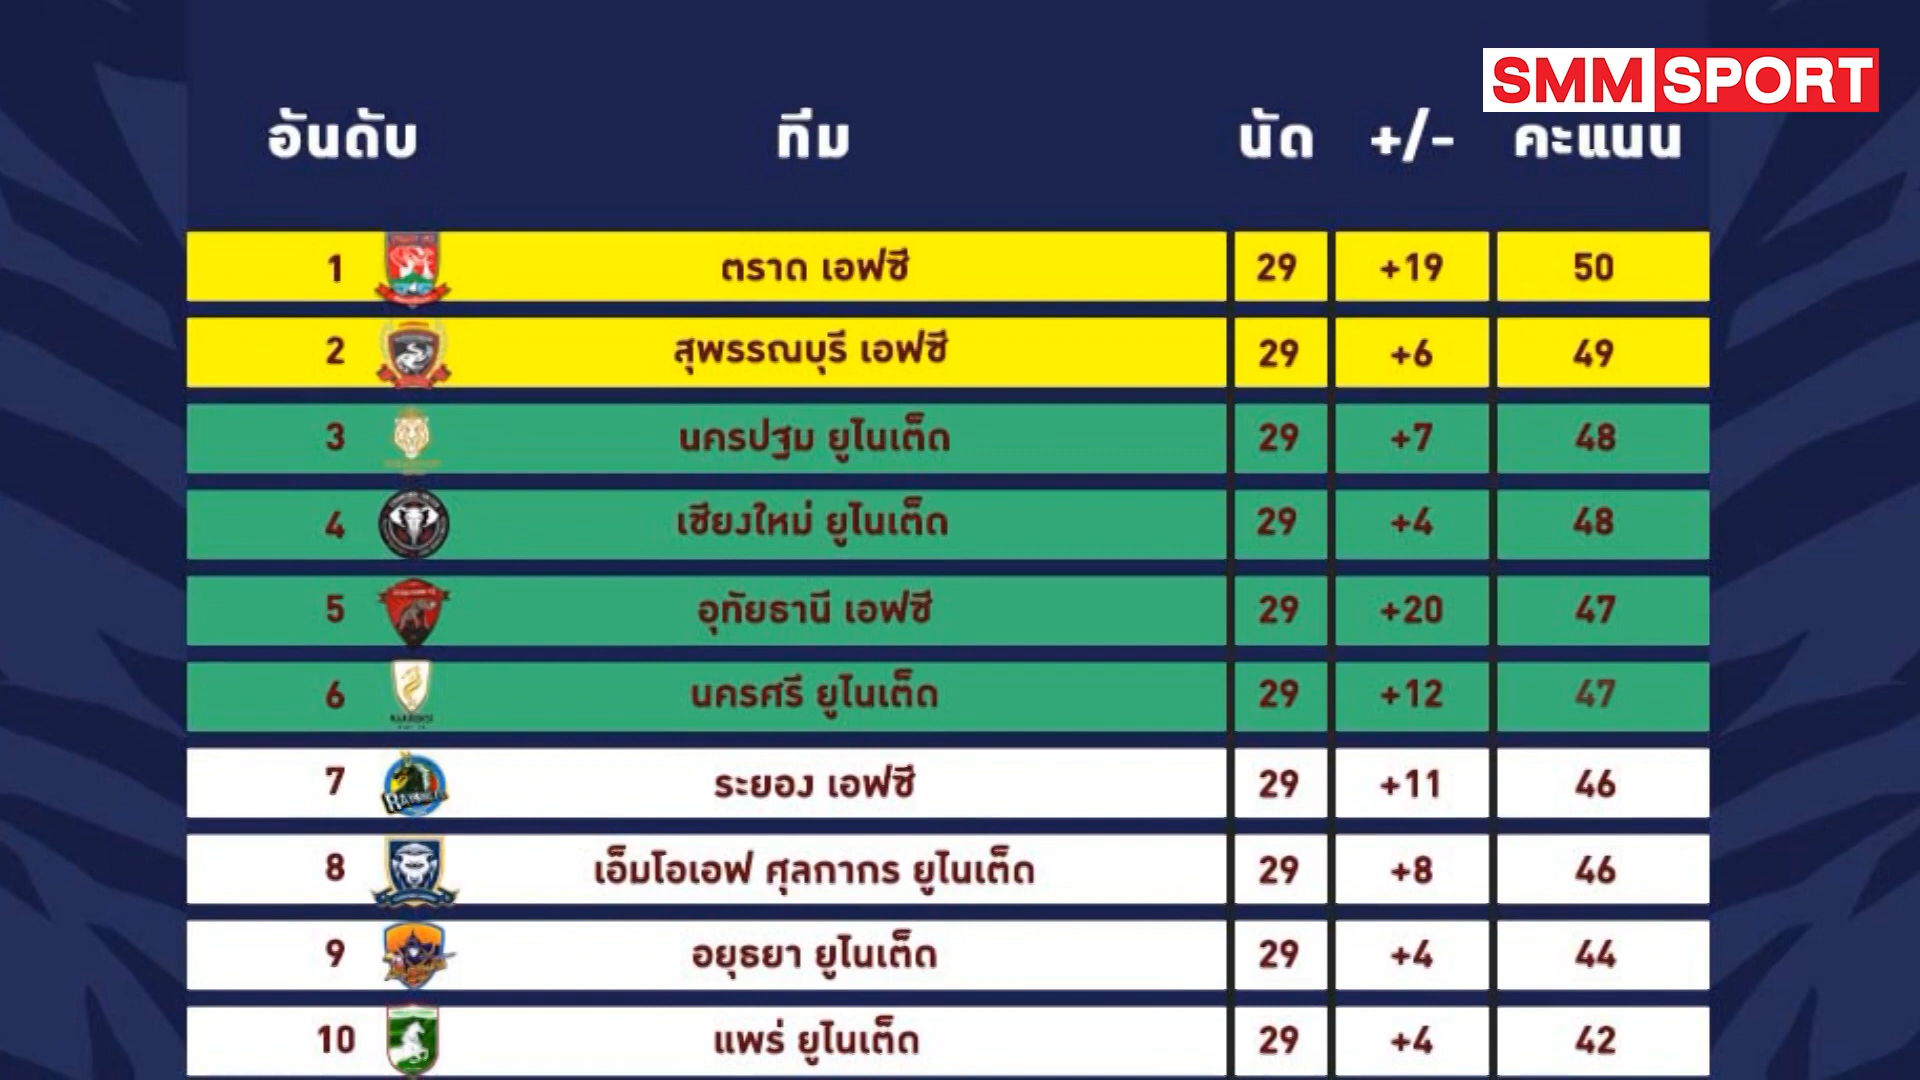 SMMSPORT
อันดับ ทีม นัด +/- คะแนน
1 ตราด เอฟซี 29 +19 50
2 สุพรรณบุรี เอฟซี 29 +6 49
3 นครปฐม ยูไนเต็ด 29 +7 48
4 เชียงใหม่ ยูไนเต็ด 29 +4 48
5 อุทัยธานี เอฟซี 29 +20 47
6 นครศรี ยูไนเต็ด 29 +12 47
7 ระยอง เอฟซี 29 +11 46
8 เอ็มโอเอฟ ศุลกากร ยูไนเต็ด 29 +8 46
9 อยุธยา ยูไนเต็ด 29 +4 44
10 แพร่ ยูไนเต็ด 29 +4 42